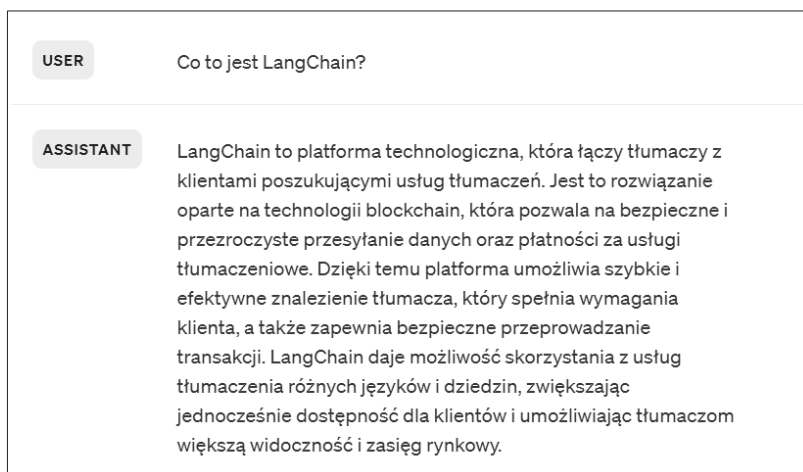 USER
Co to jest LangChain?
ASSISTANT
LangChain to platforma technologiczna, która łączy tłumaczy z
klientami poszukującymi usług tłumaczeń. Jest to rozwiązanie
oparte na technologii blockchain, która pozwala na bezpieczne i
przezroczyste przesyłanie danych oraz płatności za usługi
tłumaczeniowe. Dzięki temu platforma umożliwia szybkie i
efektywne znalezienie tłumacza, który spełnia wymagania
klienta, a także zapewnia bezpieczne przeprowadzanie
transakcji. LangChain daje możliwość skorzystania z usług
tłumaczenia różnych języków i dziedzin, zwiększając
jednocześnie dostępność dla klientów i umożliwiając tłumaczom
większą widoczność i zasięg rynkowy.